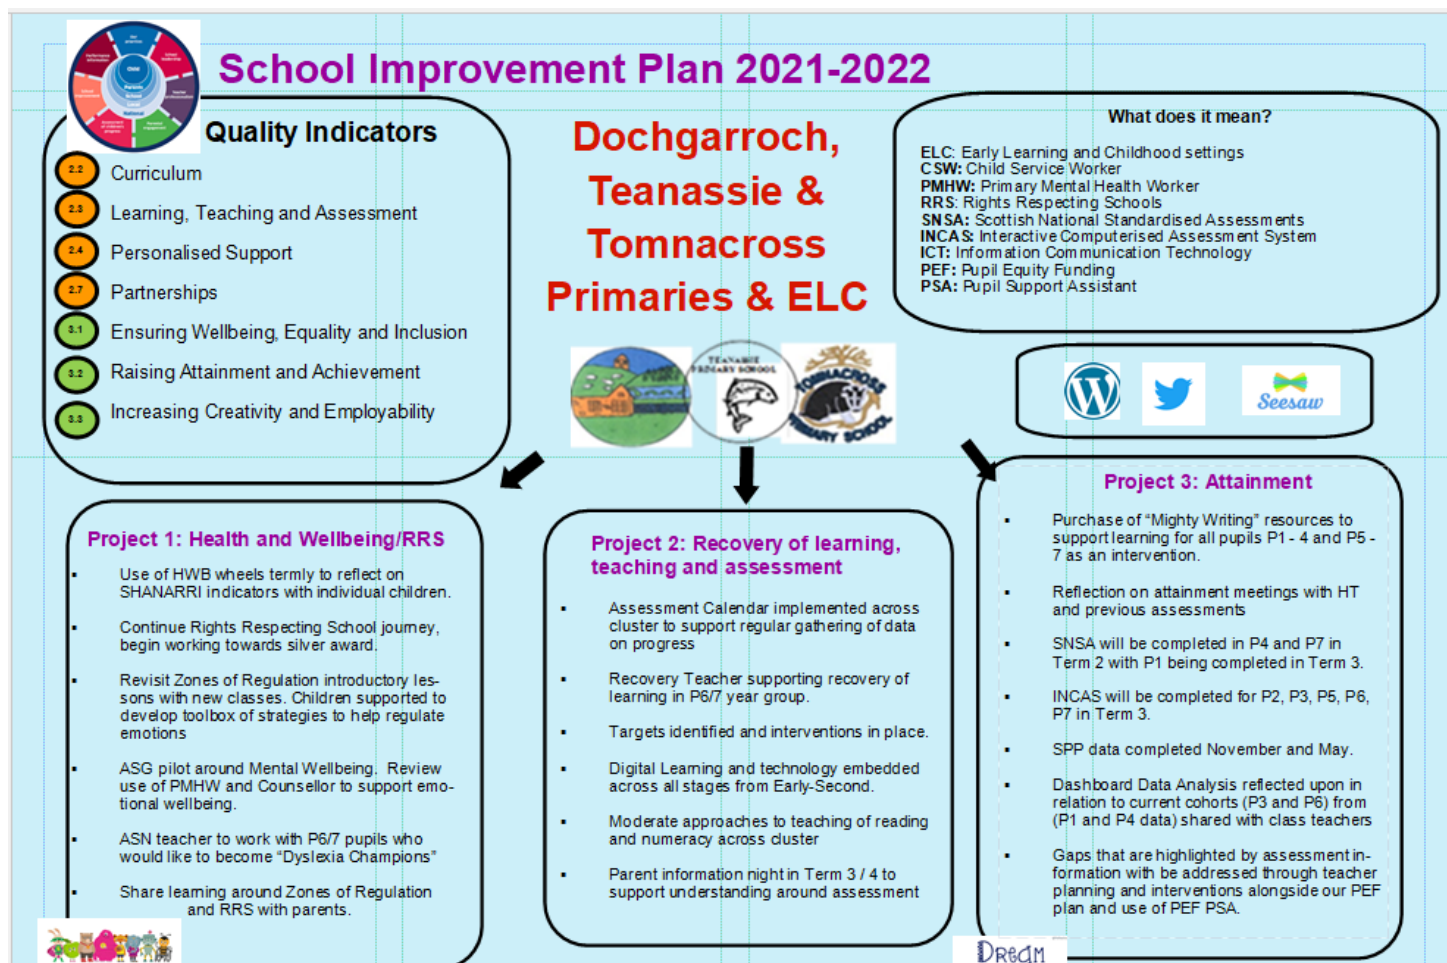 School Improvement Plan 2021-2022
Quality Indicators
2.2 Curriculum
2.3 Learning, Teaching and Assessment
2.4 Personalised Support
2.7 Partnerships
3.1 Ensuring Wellbeing, Equality and Inclusion
3.2 Raising Attainment and Achievement
3.3 Increasing Creativity and Employability
Dochgarroch,
Teanassie &
Tomnacross
Primaries & ELC
TEANASSIE
PRIMARY SCHOOL
TOMNACROSS
PRIMARY SCHOOL
What does it mean?
ELC: Early Learning and Childhood settings
CSW: Child Service Worker
PMHW: Primary Mental Health Worker
RRS: Rights Respecting Schools
SNSA: Scottish National Standardised Assessments
INCAS: Interactive Computerised Assessment System
ICT: Information Communication Technology
PEF: Pupil Equity Funding
PSA: Pupil Support Assistant
Seesaw
Project 1: Health and Wellbeing/RRS
▪ Use of HWB wheels termly to reflect on
SHANARRI indicators with individual children.
▪ Continue Rights Respecting School journey,
begin working towards silver award.
▪ Revisit Zones of Regulation introductory les-
sons with new classes. Children supported to
develop toolbox of strategies to help regulate
emotions
▪ ASG pilot around Mental Wellbeing. Review
use of PMHW and Counsellor to support emo-
tional wellbeing.
▪ ASN teacher to work with P6/7 pupils who
would like to become “Dyslexia Champions”
▪ Share learning around Zones of Regulation
and RRS with parents.
Project 2: Recovery of learning,
teaching and assessment
▪ Assessment Calendar implemented across
cluster to support regular gathering of data
on progress
▪ Recovery Teacher supporting recovery of
learning in P6/7 year group.
▪ Targets identified and interventions in place.
▪ Digital Learning and technology embedded
across all stages from Early-Second.
▪ Moderate approaches to teaching of reading
and numeracy across cluster
▪ Parent information night in Term 3 / 4 to
support understanding around assessment
Project 3: Attainment
▪ Purchase of “Mighty Writing” resources to
support learning for all pupils P1 - 4 and P5 -
7 as an intervention.
▪ Reflection on attainment meetings with HT
and previous assessments
▪ SNSA will be completed in P4 and P7 in
Term 2 with P1 being completed in Term 3.
▪ INCAS will be completed for P2, P3, P5, P6,
P7 in Term 3.
▪ SPP data completed November and May.
▪ Dashboard Data Analysis reflected upon in
relation to current cohorts (P3 and P6) from
(P1 and P4 data) shared with class teachers
▪ Gaps that are highlighted by assessment in-
formation with be addressed through teacher
planning and interventions alongside our PEF
plan and use of PEF PSA.
DReam